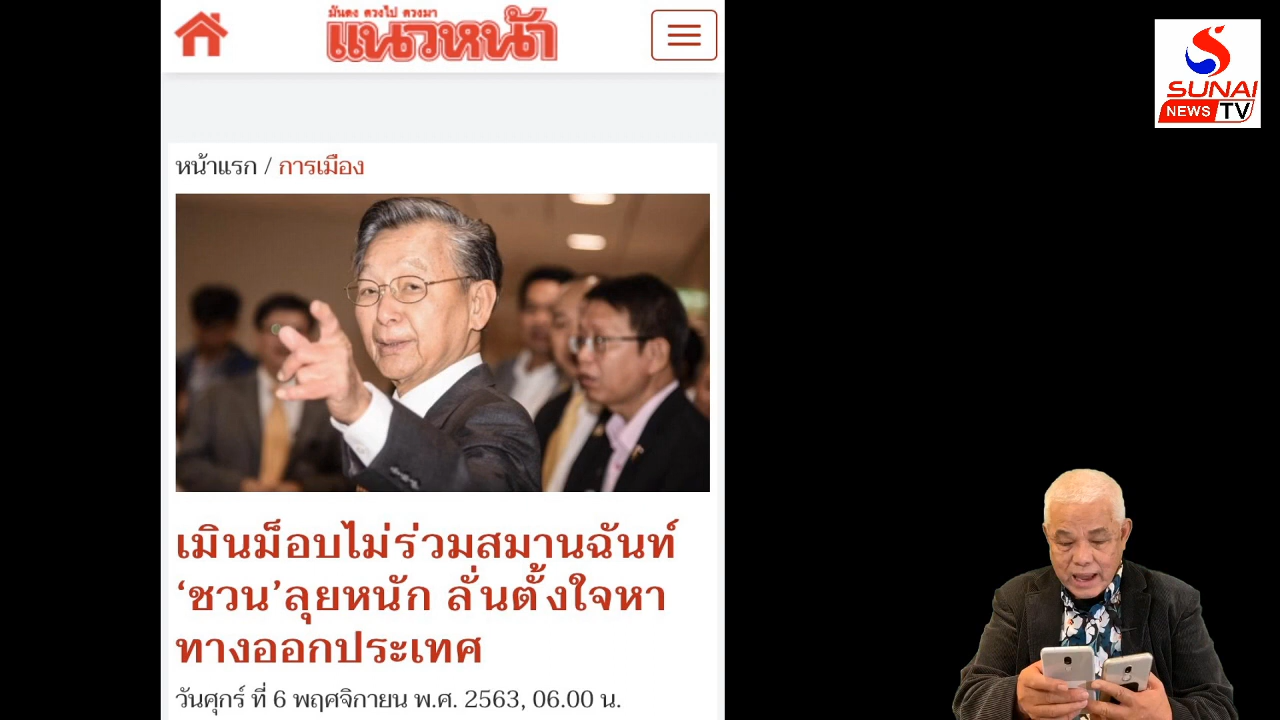 มั่นคง ตรงไป ตรงมา
แนวหน้า
SUNAI
NEWS TV
หน้าแรก / การเมือง
เมินม็อบไม่ร่วมสมานฉันท์
‘ชวน’ลุยหนัก ลั่นตั้งใจหา
ทางออกประเทศ
วันศุกร์ ที่ 6 พฤศจิกายน พ.ศ. 2563, 06.00 น.